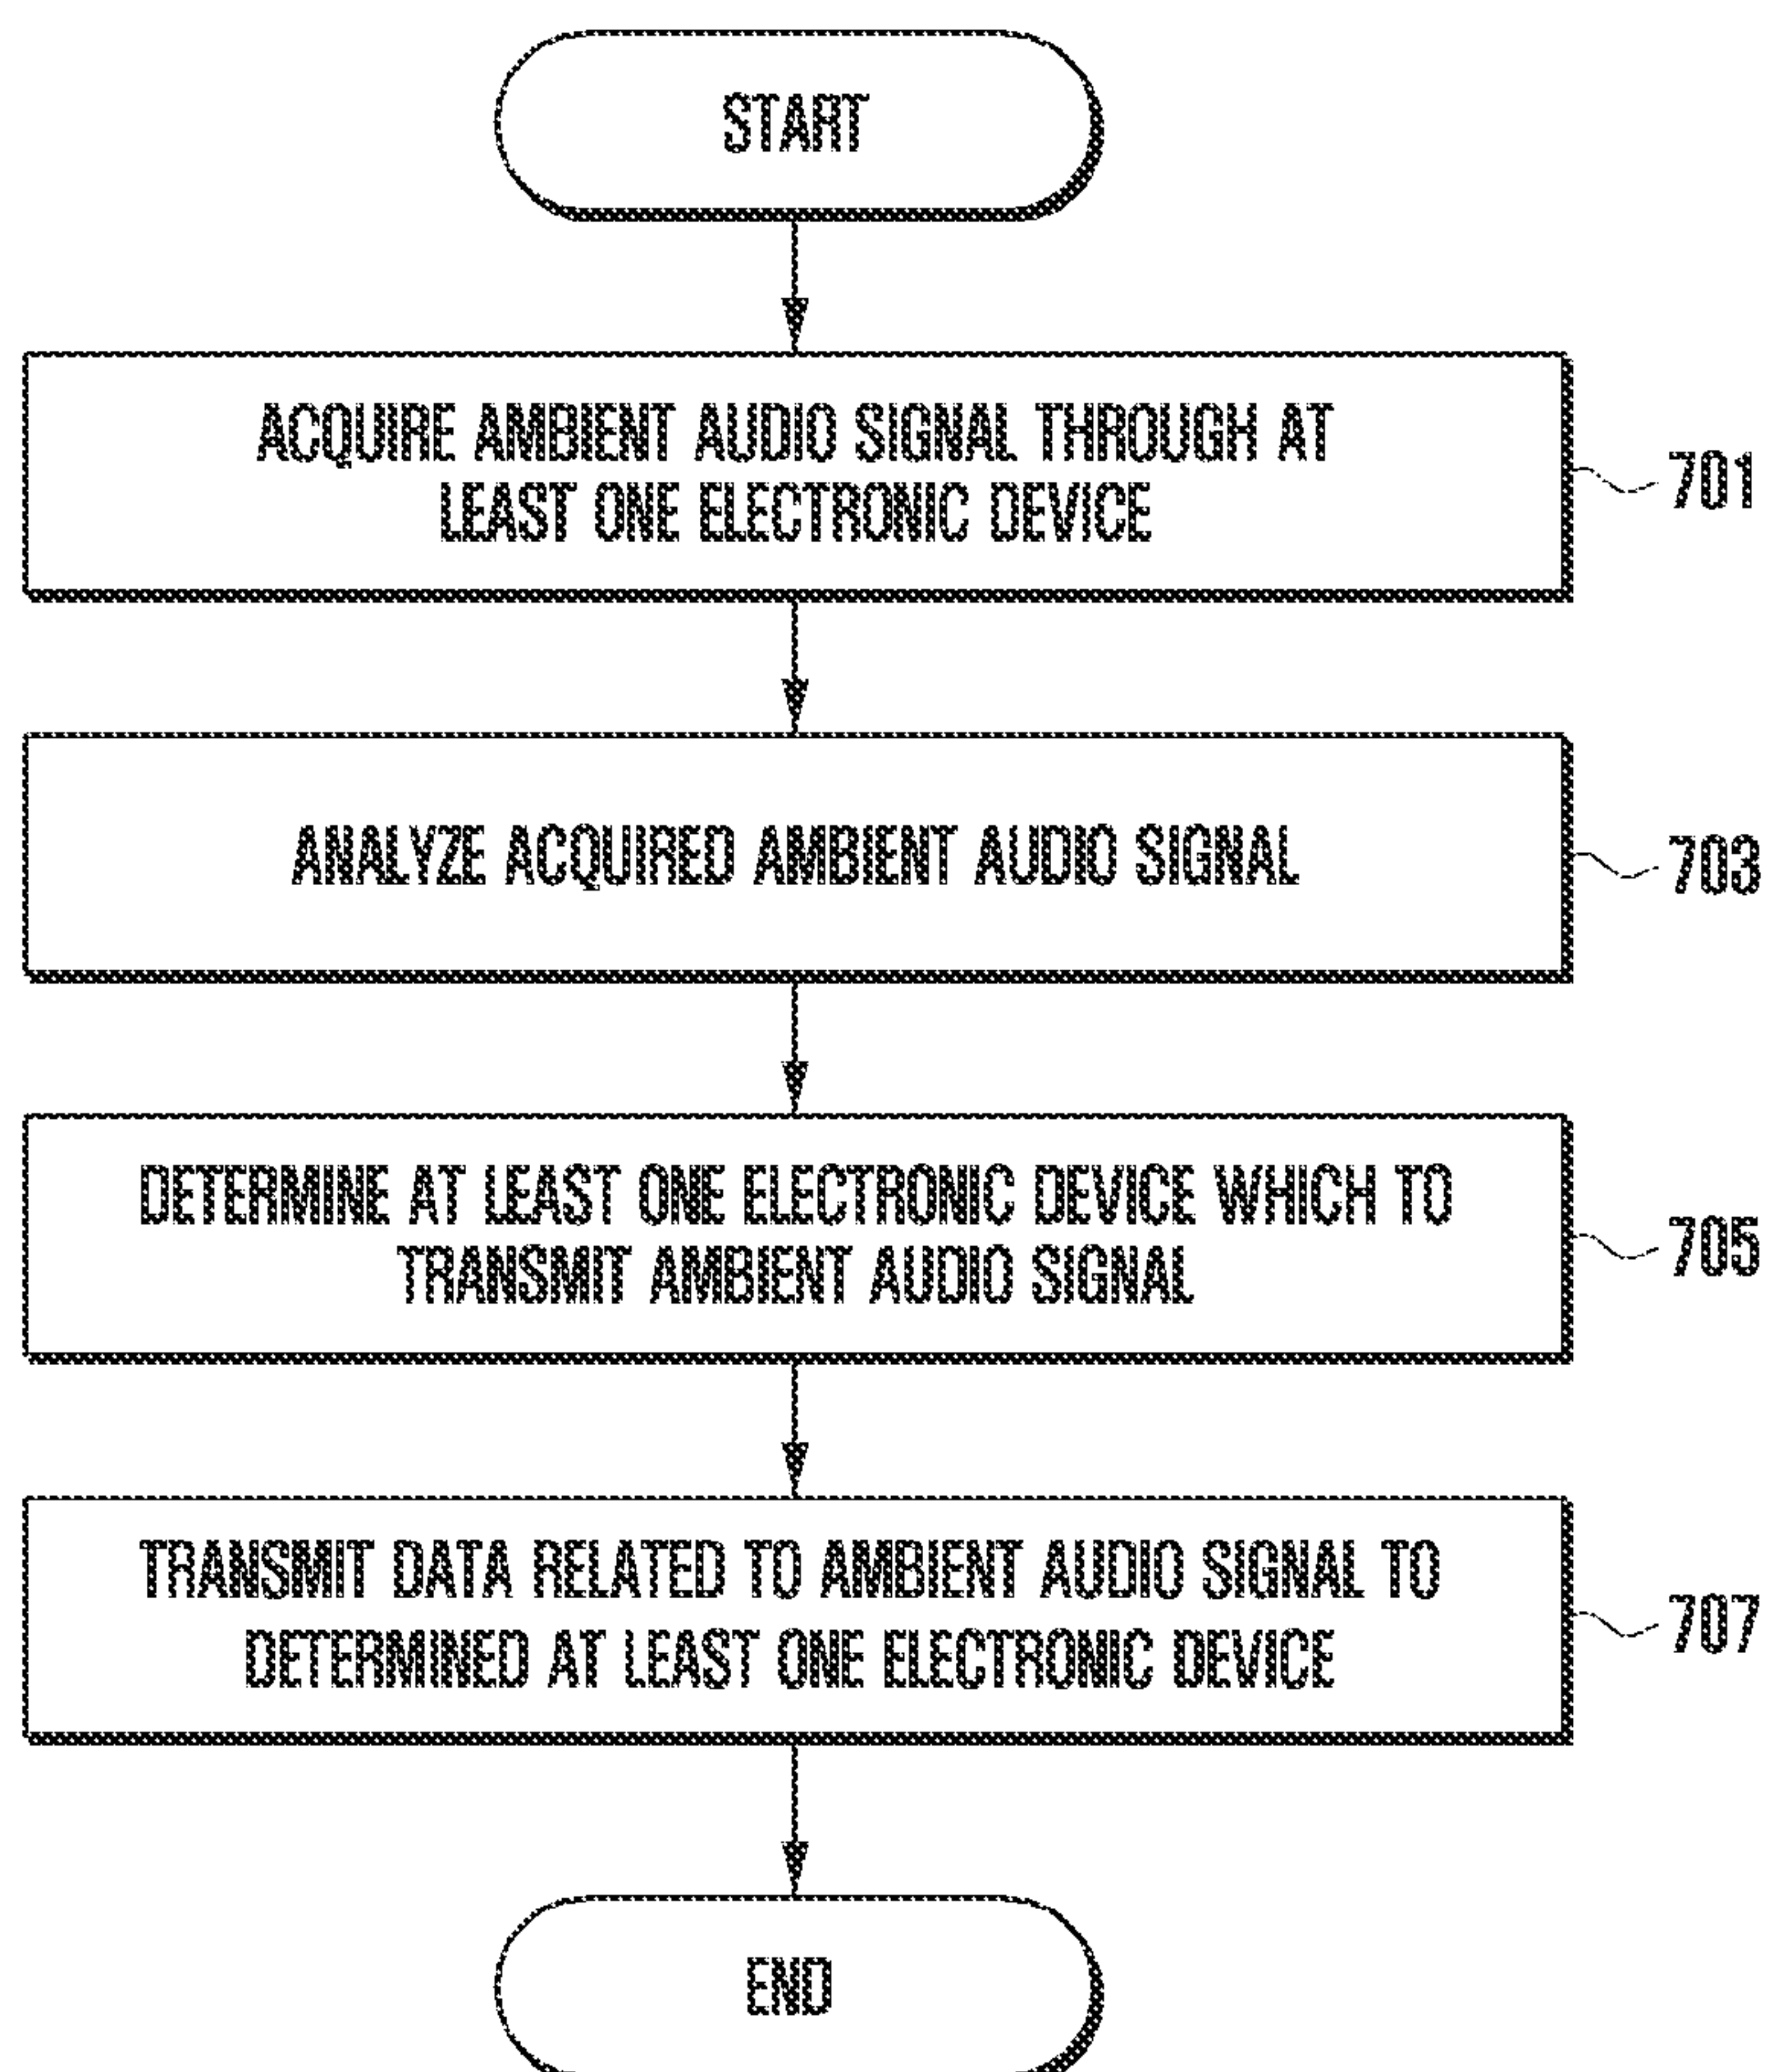 START
ACQUIRE AMBIENT AUDIO SIGNAL THROUGH AT
LEAST ONE ELECTRONIC DEVICE
701
ANALYZE ACQUIRED AMBIENT AUDIO SIGNAL
703
DETERMINE AT LEAST ONE ELECTRONIC DEVICE WHICH TO
TRANSMIT AMBIENT AUDIO SIGNAL
705
TRANSMIT DATA RELATED TO AMBIENT AUDIO SIGNAL TO
DETERMINED AT LEAST ONE ELECTRONIC DEVICE
707
END